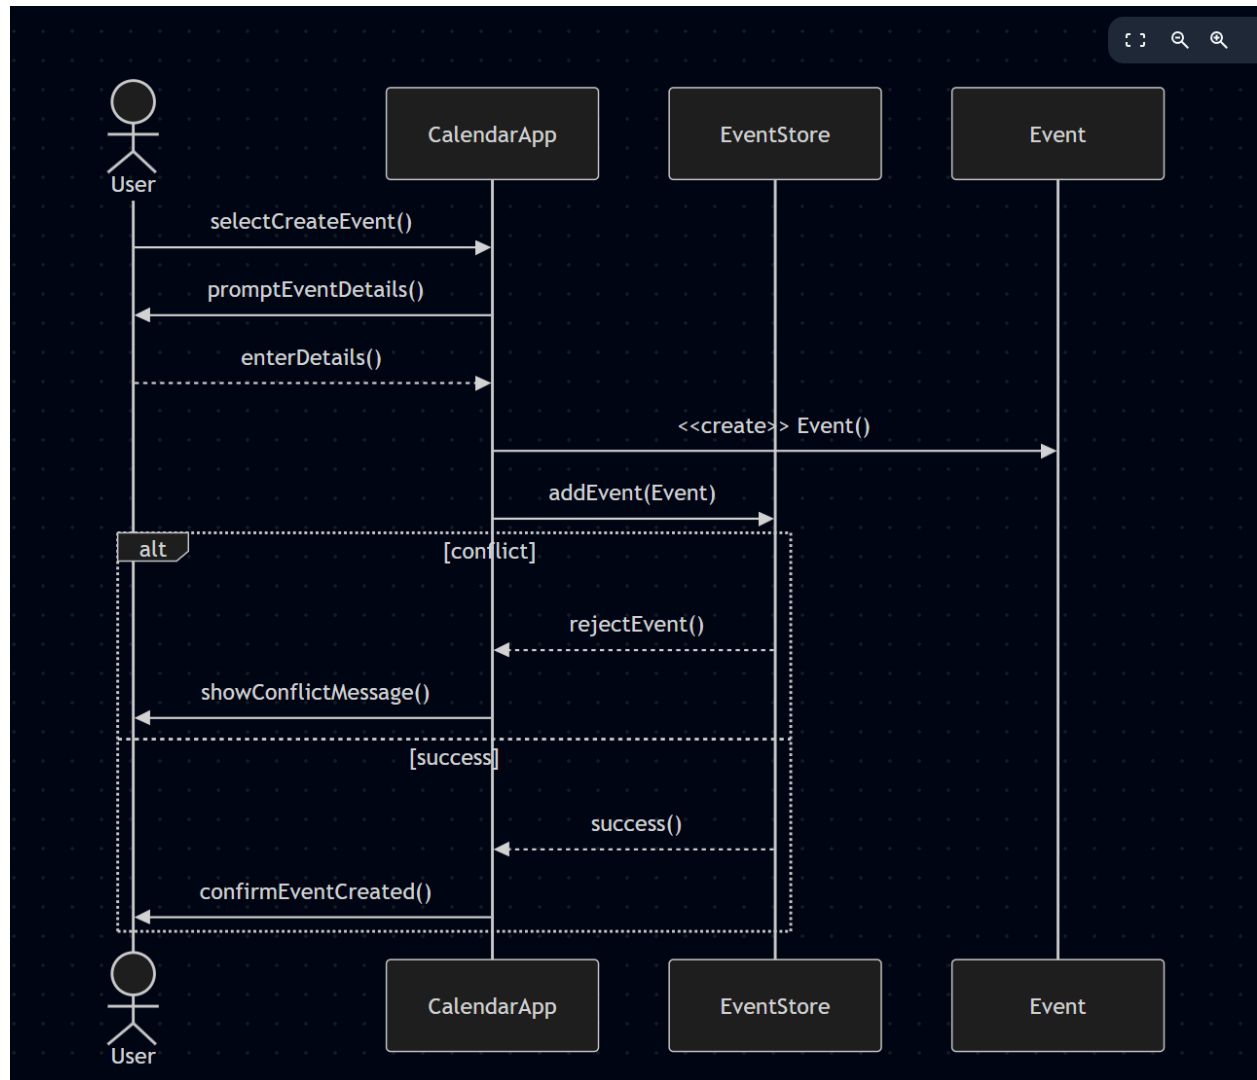 CalendarApp
EventStore
Event
User
selectCreateEvent()
promptEventDetails()
enterDetails()
<<create>> Event()
addEvent(Event)
alt
[conflict]
rejectEvent()
showConflictMessage()
[success]
success()
confirmEventCreated()
CalendarApp
EventStore
Event
User